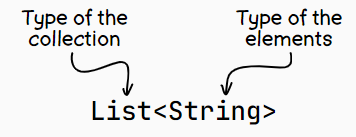 Type of the
collection
Type of the
elements
List<String>